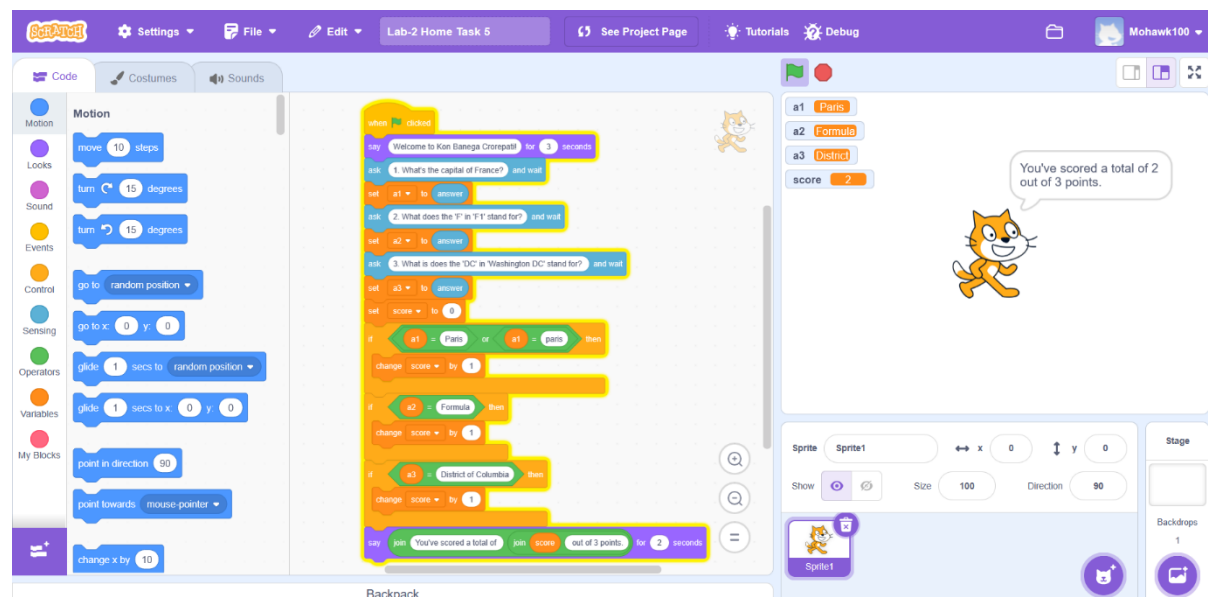 SCRATCH Settings File Edit Lab-2 Home Task 5 See Project Page Tutorials Debug Mohawk100
Code Costumes Sounds
Motion
Looks
Sound
Events
Control
Sensing
Operators
Variables
My Blocks
Motion
move 10 steps
turn 15 degrees
turn 15 degrees
go to random position
go to x: 0 y: 0
glide 1 secs to random position
glide 1 secs to x: 0 y: 0
point in direction 90
point towards mouse-pointer
change x by 10
when clicked
say Welcome to Kon Banega Crorepati! for 3 seconds
ask 1. What's the capital of France? and wait
set a1 to answer
ask 2. What does the 'F' in 'F1' stand for? and wait
set a2 to answer
ask 3. What is does the 'DC' in 'Washington DC' stand for? and wait
set a3 to answer
set score to 0
if a1 = Paris or a1 = paris then
change score by 1
if a2 = Formula then
change score by 1
if a3 = District of Columbia then
change score by 1
say join You've scored a total of join score out of 3 points. for 2 seconds
Backpack
a1 Paris
a2 Formula
a3 District
score 2
You've scored a total of 2
out of 3 points.
Sprite Sprite1 x 0 y 0
Show Size 100 Direction 90
Sprite1
Stage
Backdrops
1